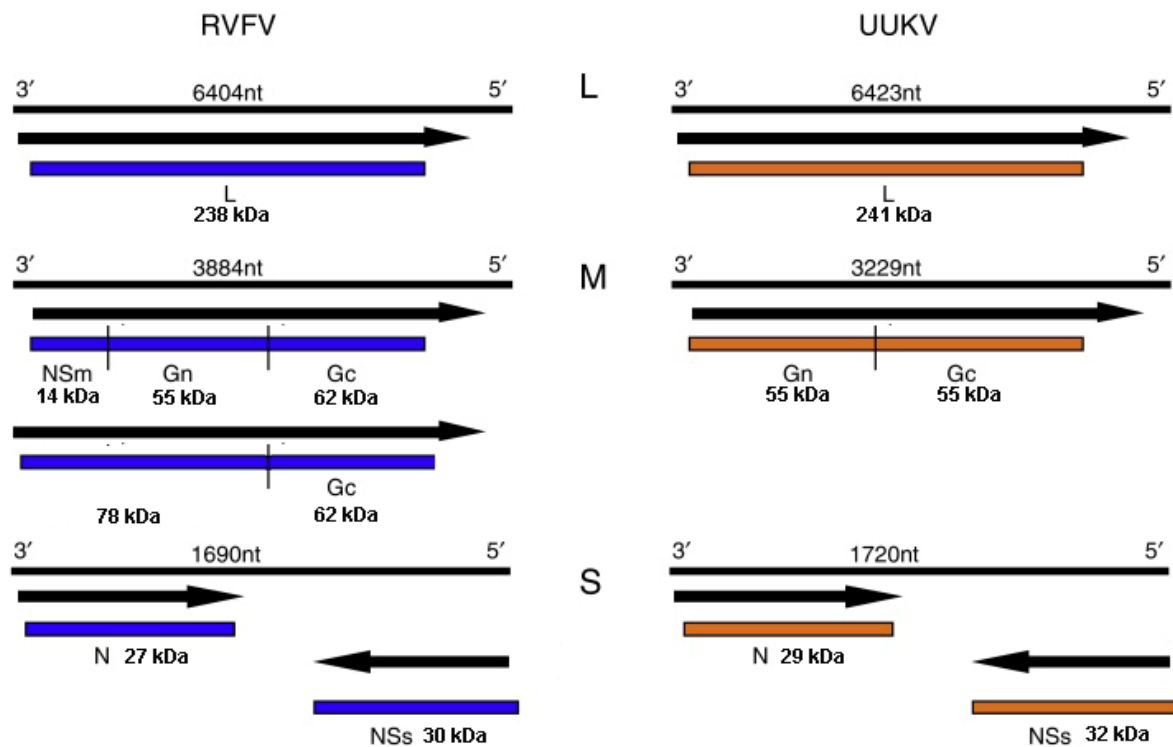 RVFV UUKV
3′ 6404nt 5′ L 3′ 6423nt 5′
L L
238 kDa 241 kDa
3′ 3884nt 5′ M 3′ 3229nt 5′
NSm Gn Gc Gn Gc
14 kDa 55 kDa 62 kDa 55 kDa 55 kDa
Gc
78 kDa 62 kDa
3′ 1690nt 5′ S 3′ 1720nt 5′
N 27 kDa N 29 kDa
NSs 30 kDa NSs 32 kDa